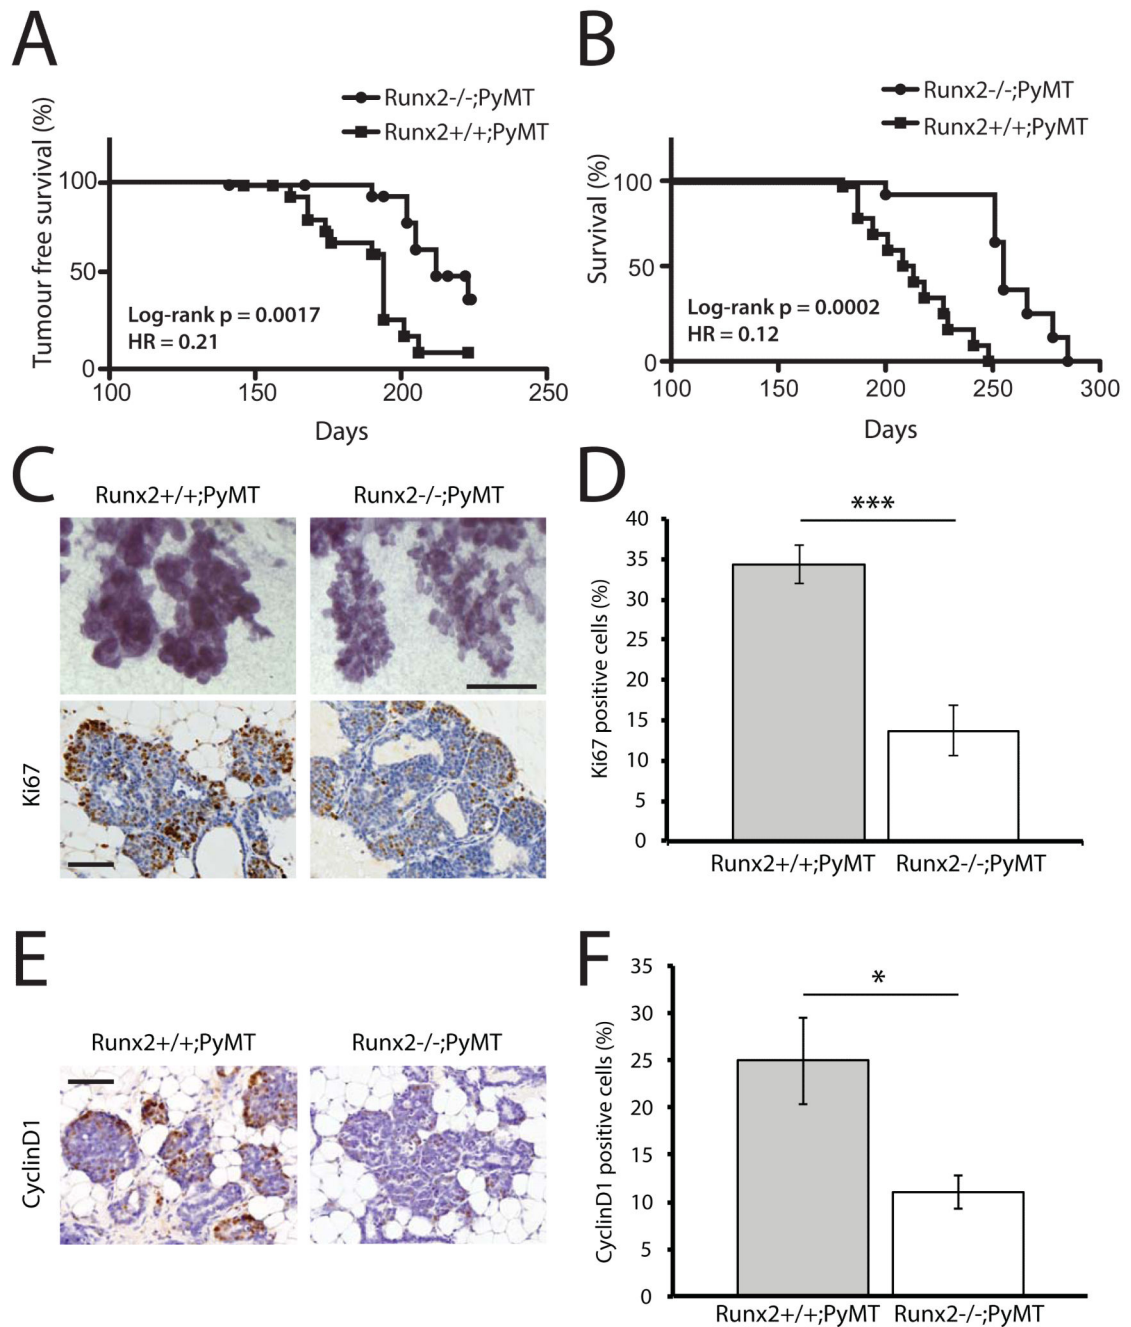 A
Runx2-/-;PyMT
Runx2+/+;PyMT
Tumour free survival (%)
100
50
0
Log-rank p = 0.0017
HR = 0.21
100 150 200 250
Days
B
Runx2-/-;PyMT
Runx2+/+;PyMT
Survival (%)
100
50
0
Log-rank p = 0.0002
HR = 0.12
100 150 200 250 300
Days
C
Runx2+/+;PyMT Runx2-/-;PyMT
Ki67
D
***
Ki67 positive cells (%)
40
35
30
25
20
15
10
5
0
Runx2+/+;PyMT Runx2-/-;PyMT
E
Runx2+/+;PyMT Runx2-/-;PyMT
CyclinD1
F
*
CyclinD1 positive cells (%)
35
30
25
20
15
10
5
0
Runx2+/+;PyMT Runx2-/-;PyMT